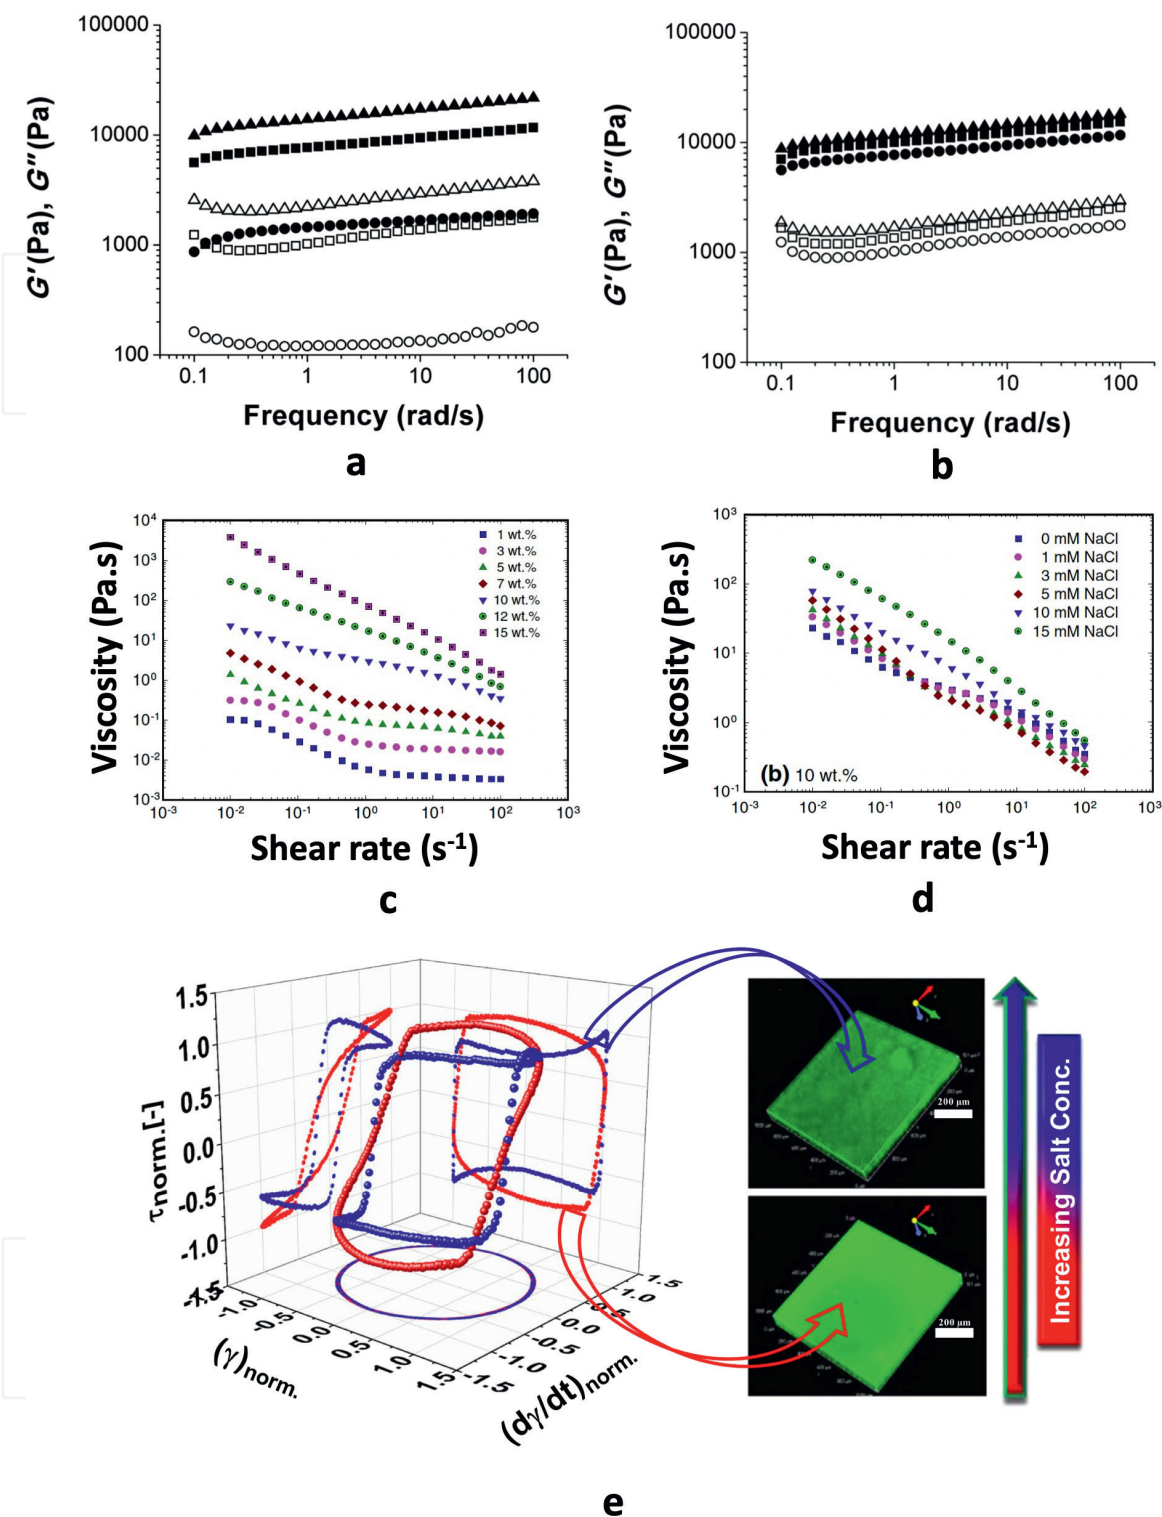 100000
10000
1000
100
G′(Pa), G″(Pa)
0.1 1 10 100
Frequency (rad/s)
a
100000
10000
1000
100
G′(Pa), G″(Pa)
0.1 1 10 100
Frequency (rad/s)
b
10⁴
10³
10²
10¹
10⁰
10⁻¹
10⁻²
10⁻³
Viscosity (Pa.s)
1 wt.%
3 wt.%
5 wt.%
7 wt.%
10 wt.%
12 wt.%
15 wt.%
10⁻³ 10⁻² 10⁻¹ 10⁰ 10¹ 10² 10³
Shear rate (s⁻¹)
c
10³
10²
10¹
10⁰
10⁻¹
Viscosity (Pa.s)
0 mM NaCl
1 mM NaCl
3 mM NaCl
5 mM NaCl
10 mM NaCl
15 mM NaCl
(b) 10 wt.%
10⁻³ 10⁻² 10⁻¹ 10⁰ 10¹ 10² 10³
Shear rate (s⁻¹)
d
1.5
1.0
0.5
0.0
-0.5
-1.0
-1.5
τnorm.[-]
-1.0
-0.5
0.0
0.5
1.0
1.5
(γ)norm.
-1.5
-1.0
-0.5
0.0
0.5
1.0
1.5
(dγ/dt)norm.
200 μm
200 μm
Increasing Salt Conc.
e